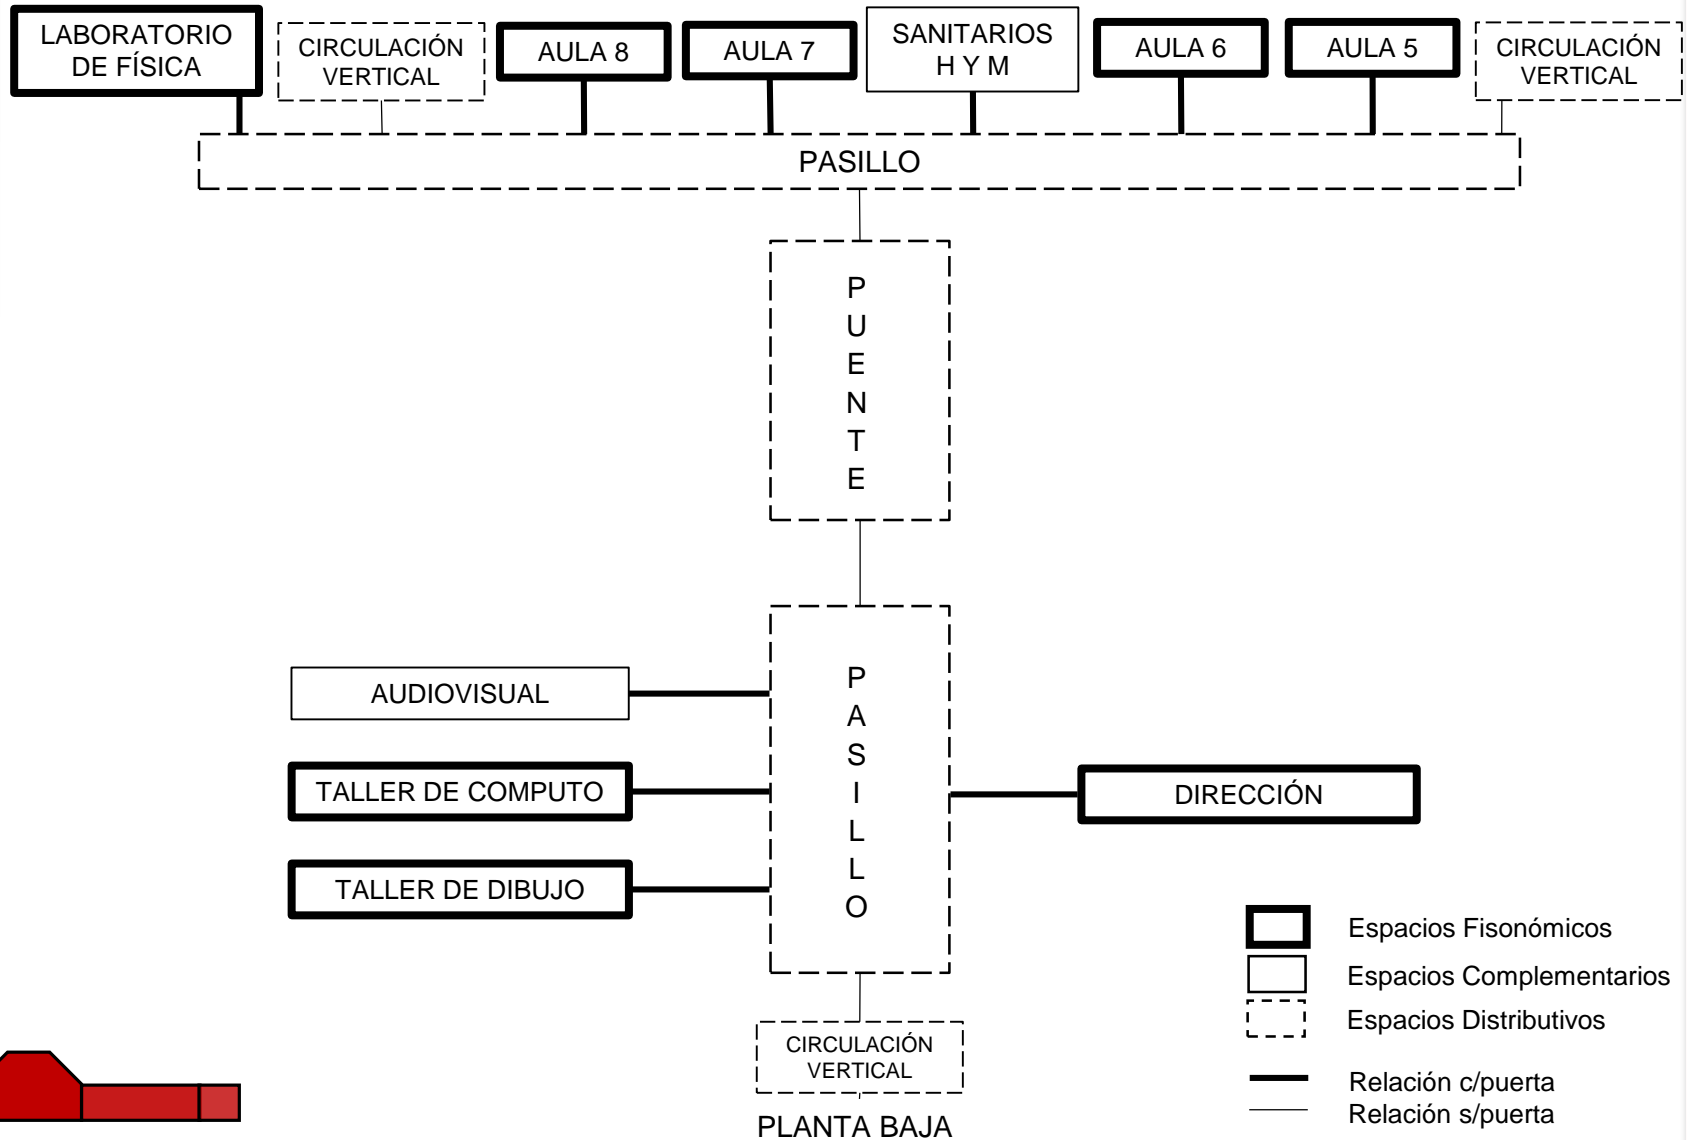 LABORATORIO
DE FÍSICA
CIRCULACIÓN
VERTICAL
AULA 8
AULA 7
SANITARIOS
H Y M
AULA 6
AULA 5
CIRCULACIÓN
VERTICAL
PASILLO
P
U
E
N
T
E
P
A
S
I
L
L
O
AUDIOVISUAL
TALLER DE COMPUTO
TALLER DE DIBUJO
DIRECCIÓN
CIRCULACIÓN
VERTICAL
PLANTA BAJA
Espacios Fisonómicos
Espacios Complementarios
Espacios Distributivos
Relación c/puerta
Relación s/puerta